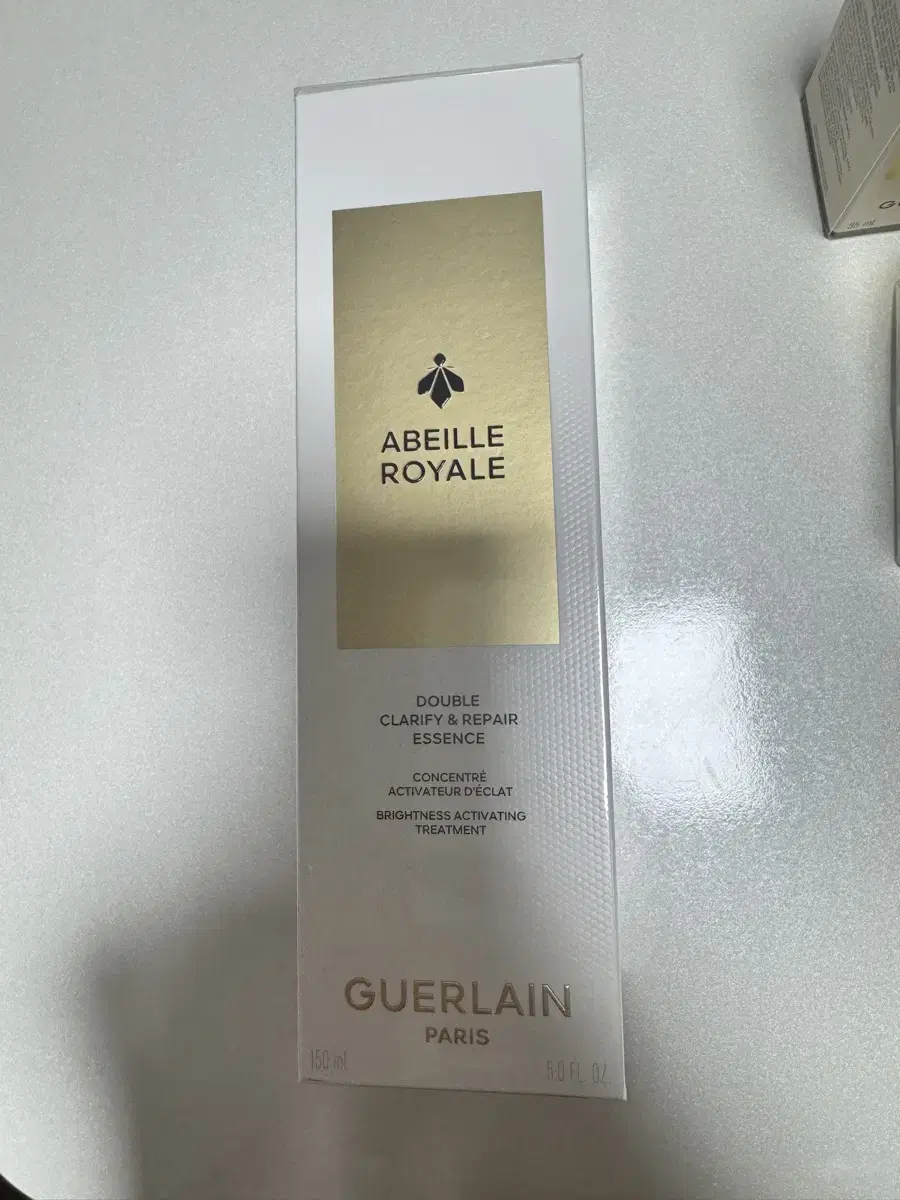 ABEILLE
ROYALE
DOUBLE
CLARIFY & REPAIR
ESSENCE
CONCENTRÉ
ACTIVATEUR D'ÉCLAT
BRIGHTNESS ACTIVATING
TREATMENT
GUERLAIN
PARIS
150 ml
5.0 FL. OZ.